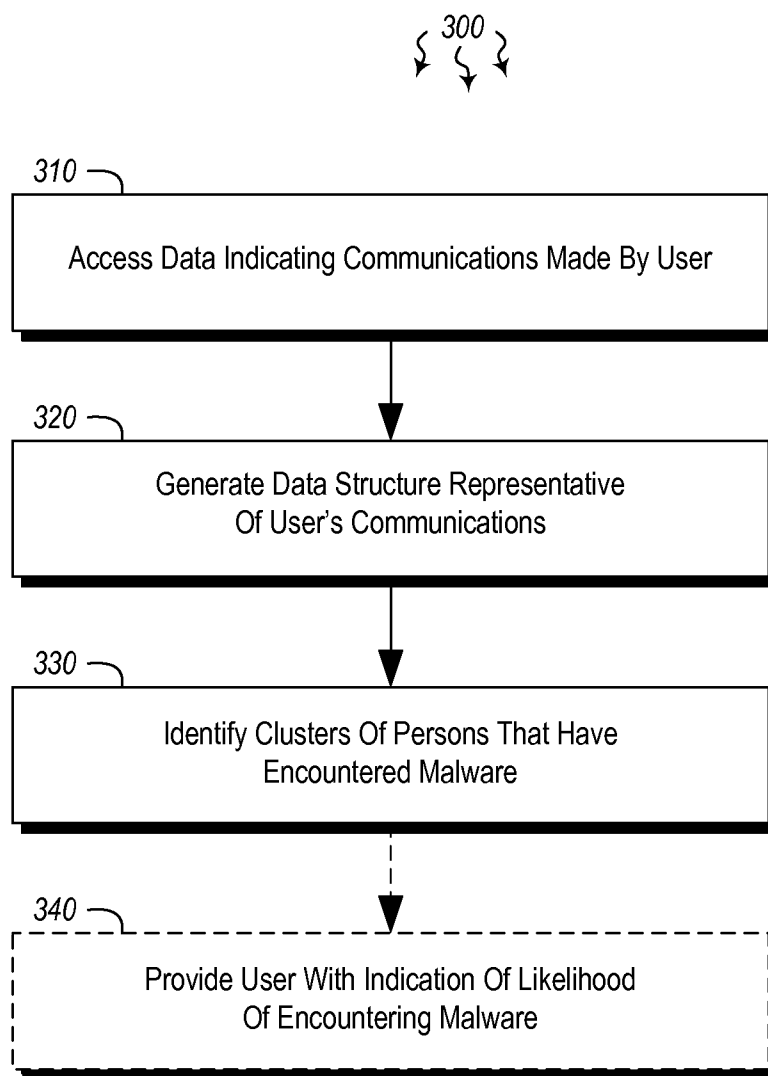 300
310
Access Data Indicating Communications Made By User
320
Generate Data Structure Representative
Of User’s Communications
330
Identify Clusters Of Persons That Have
Encountered Malware
340
Provide User With Indication Of Likelihood
Of Encountering Malware